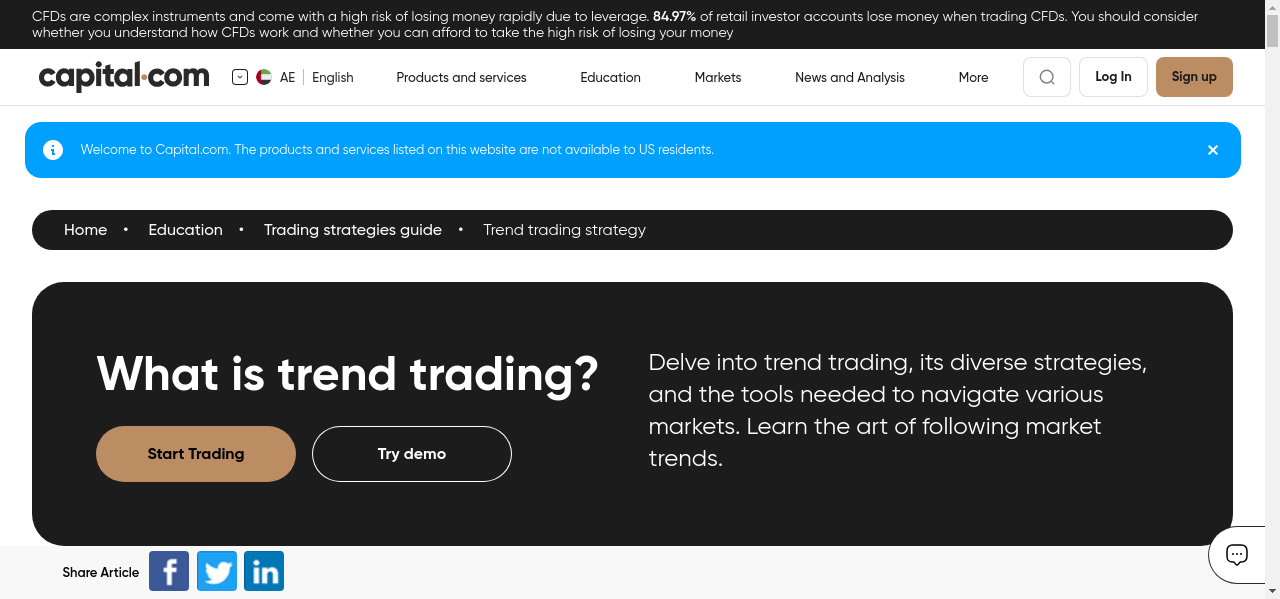 CFDs are complex instruments and come with a high risk of losing money rapidly due to leverage. 84.97% of retail investor accounts lose money when trading CFDs. You should consider
whether you understand how CFDs work and whether you can afford to take the high risk of losing your money
capital.com
AE English
Products and services
Education
Markets
News and Analysis
More
Log In
Sign up
Welcome to Capital.com. The products and services listed on this website are not available to US residents.
Home • Education • Trading strategies guide • Trend trading strategy
What is trend trading?
Start Trading
Try demo
Delve into trend trading, its diverse strategies,
and the tools needed to navigate various
markets. Learn the art of following market
trends.
Share Article